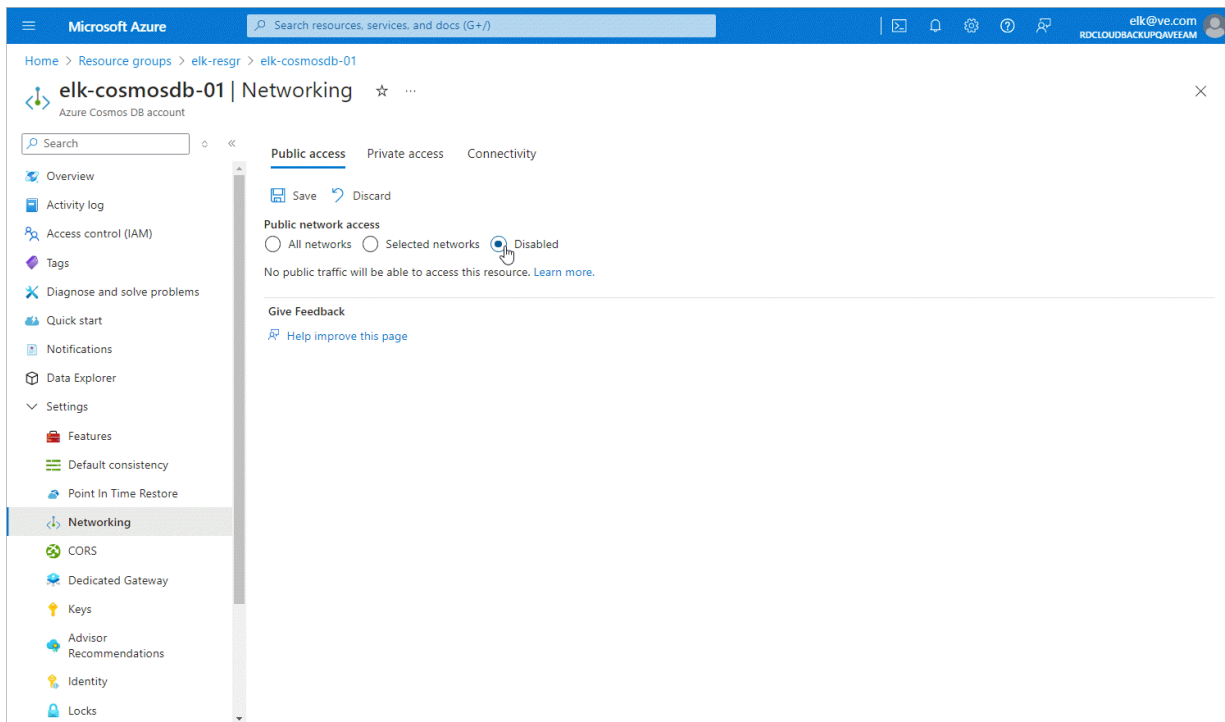 Microsoft Azure
Search resources, services, and docs (G+/)
elk@ve.com
RDCLOUDBACKUPQAVEEAM
Home > Resource groups > elk-resgr > elk-cosmosdb-01
elk-cosmosdb-01 | Networking
Azure Cosmos DB account
Search
Overview
Activity log
Access control (IAM)
Tags
Diagnose and solve problems
Quick start
Notifications
Data Explorer
Settings
Features
Default consistency
Point In Time Restore
Networking
CORS
Dedicated Gateway
Keys
Advisor
Recommendations
Identity
Locks
Public access Private access Connectivity
Save Discard
Public network access
All networks Selected networks Disabled
No public traffic will be able to access this resource. Learn more.
Give Feedback
Help improve this page